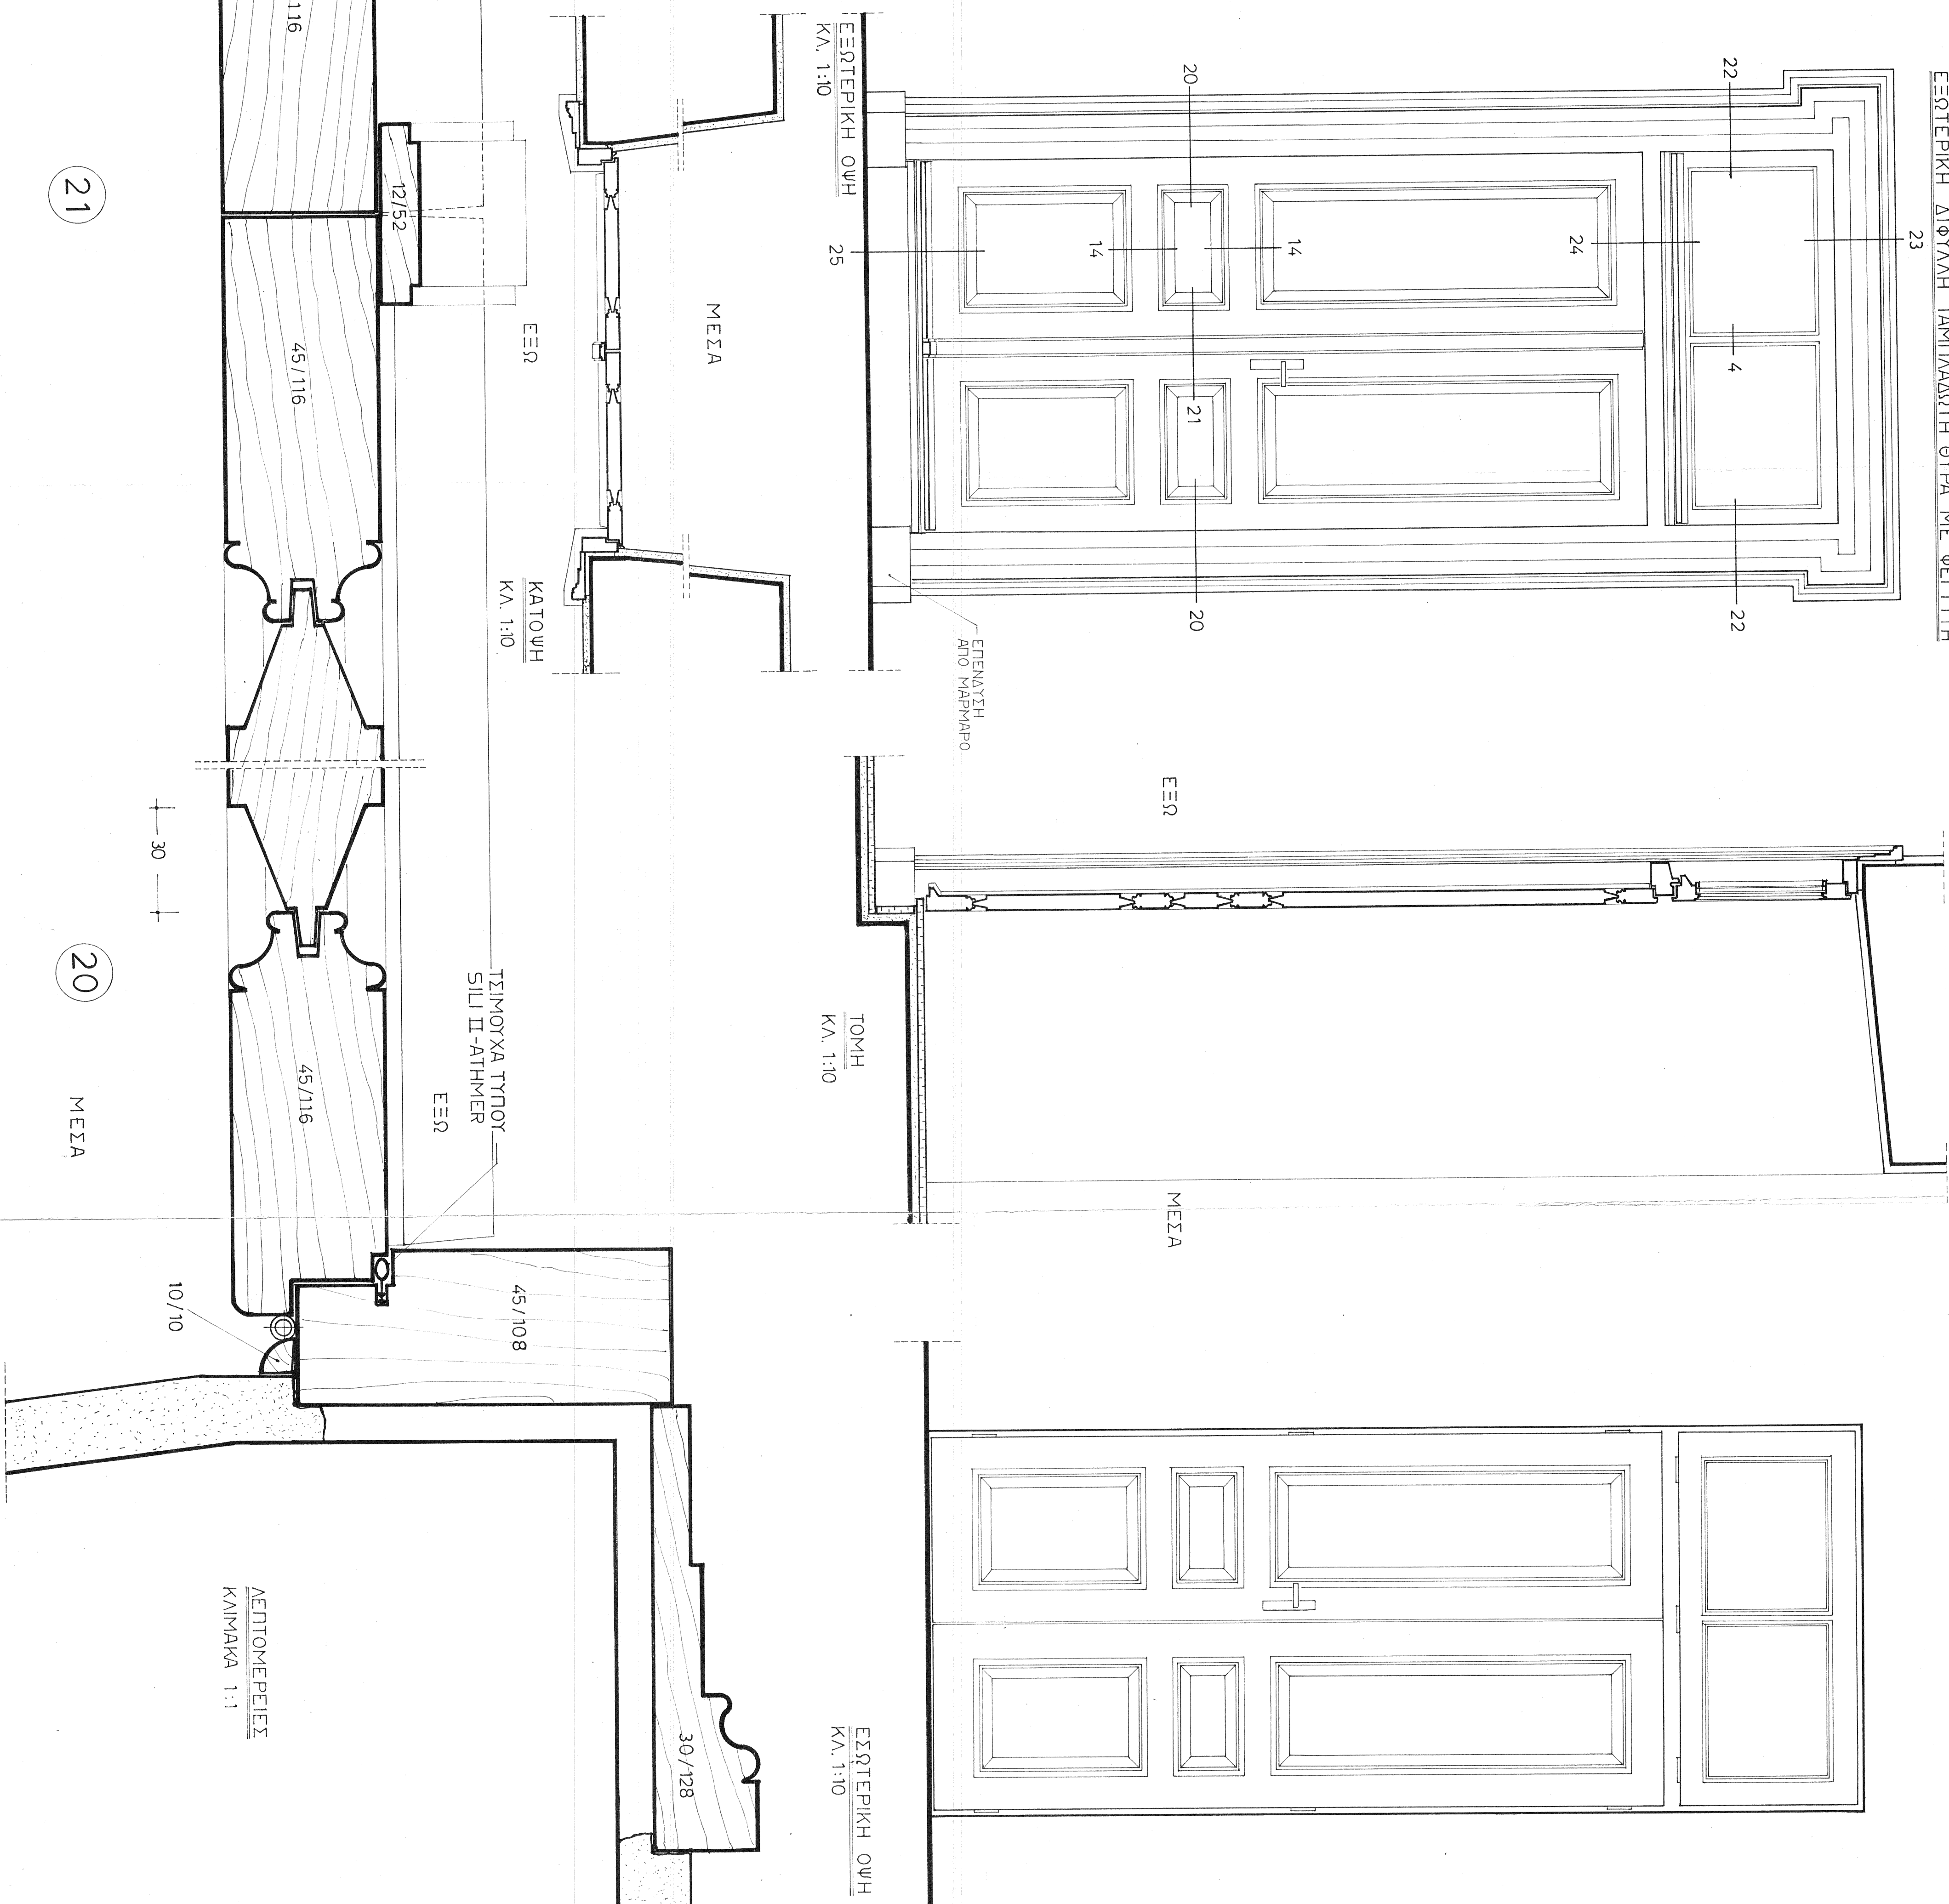 ΕΞΩΤΕΡΙΚΗ ΔΙΦΥΛΛΗ ΤΑΜΠΛΑΔΩΤΗ ΘΥΡΑ ΜΕ ΦΕΓΓΙΤΗ
23
22
22
24
4
14
14
20
21
20
25
ΕΠΕΝΔΥΣΗ
ΑΠΟ ΜΑΡΜΑΡΟ
ΕΞΩ
ΜΕΣΑ
ΕΞΩΤΕΡΙΚΗ ΟΨΗ
ΚΛ. 1:10
ΤΟΜΗ
ΚΛ. 1:10
ΕΣΩΤΕΡΙΚΗ ΟΨΗ
ΚΛ. 1:10
ΜΕΣΑ
ΕΞΩ
ΚΑΤΟΨΗ
ΚΛ. 1:10
ΤΣΙΜΟΥΧΑ ΤΥΠΟΥ
SILI II-ATHMER
ΕΞΩ
30/128
45/108
12/52
116
45/116
45/116
10/10
30
ΛΕΠΤΟΜΕΡΕΙΕΣ
ΚΛΙΜΑΚΑ 1:1
21
20
ΜΕΣΑ